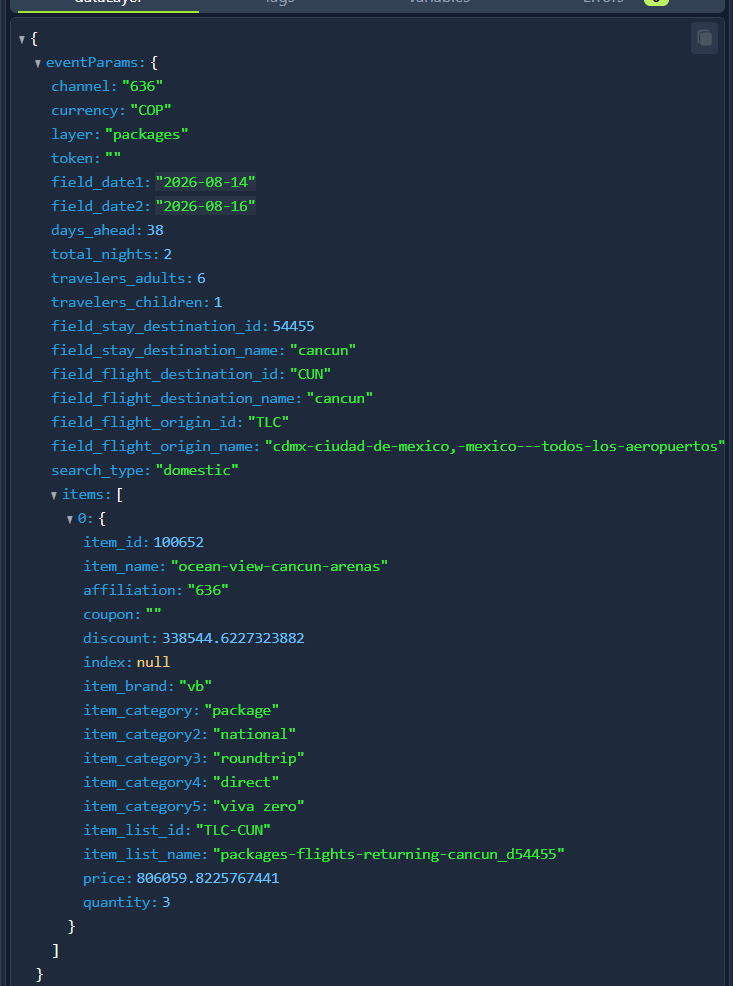 dataLayer Tags Variables Errors
{
eventParams: {
channel: "636"
currency: "COP"
layer: "packages"
token: ""
field_date1: "2026-08-14"
field_date2: "2026-08-16"
days_ahead: 38
total_nights: 2
travelers_adults: 6
travelers_children: 1
field_stay_destination_id: 54455
field_stay_destination_name: "cancun"
field_flight_destination_id: "CUN"
field_flight_destination_name: "cancun"
field_flight_origin_id: "TLC"
field_flight_origin_name: "cdmx-ciudad-de-mexico,-mexico---todos-los-aeropuertos"
search_type: "domestic"
items: [
0: {
item_id: 100652
item_name: "ocean-view-cancun-arenas"
affiliation: "636"
coupon: ""
discount: 338544.6227323882
index: null
item_brand: "vb"
item_category: "package"
item_category2: "national"
item_category3: "roundtrip"
item_category4: "direct"
item_category5: "viva zero"
item_list_id: "TLC-CUN"
item_list_name: "packages-flights-returning-cancun_d54455"
price: 806059.8225767441
quantity: 3
}
]
}